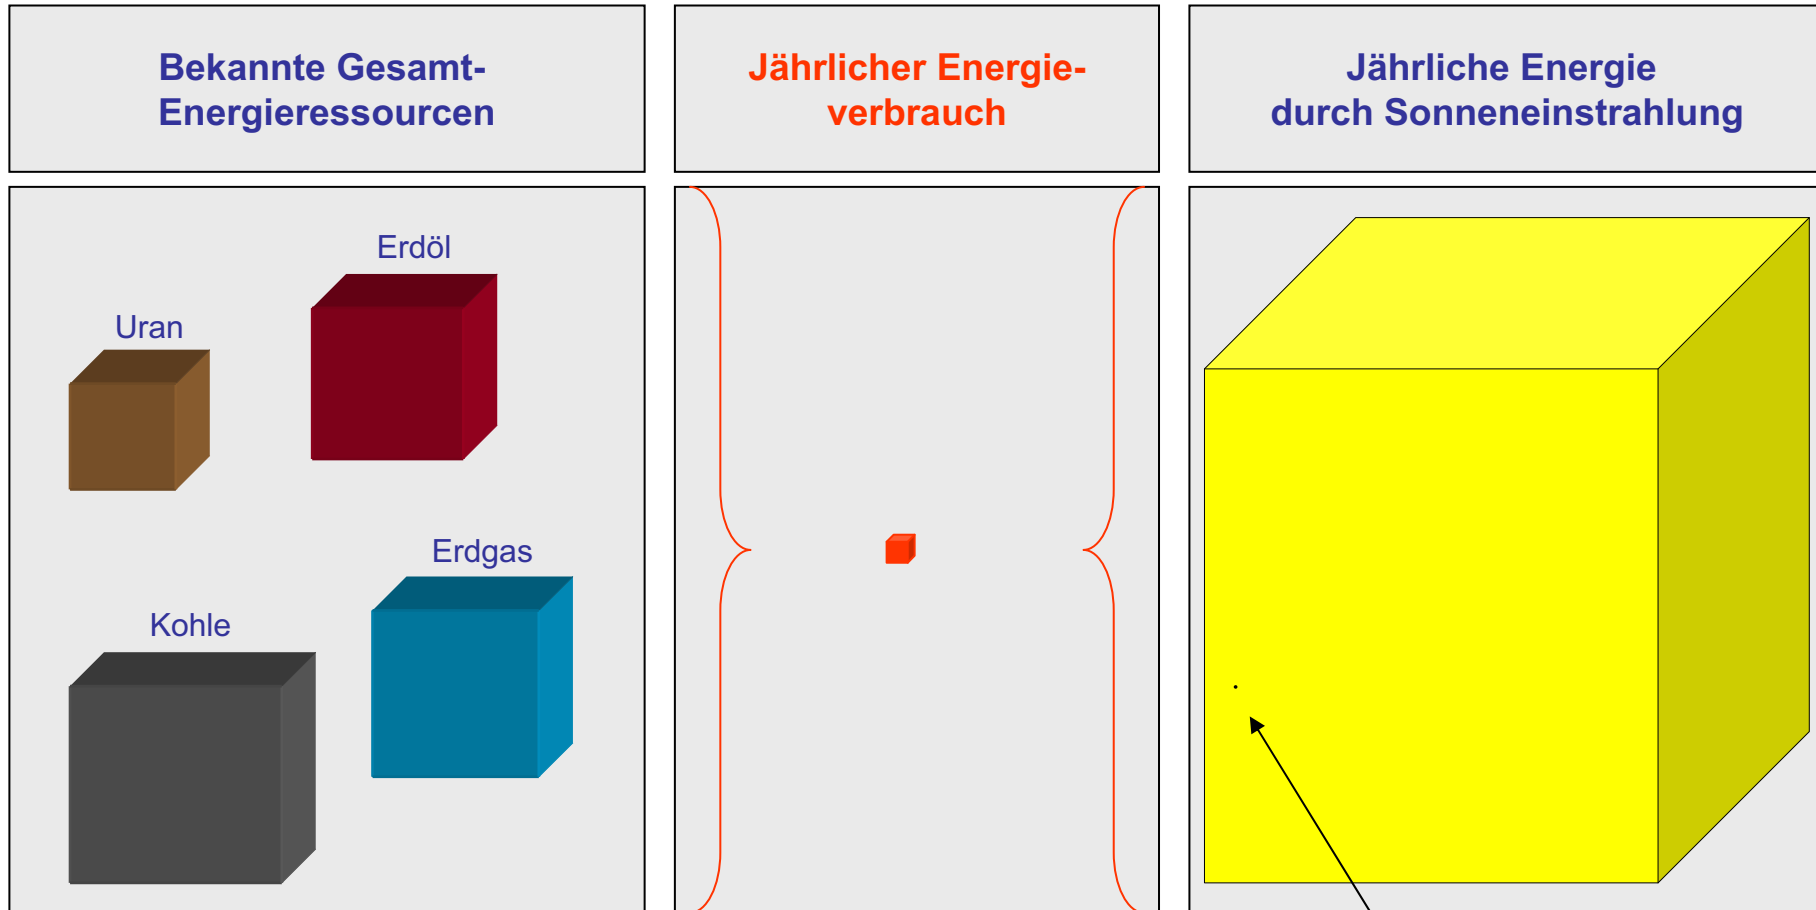 Bekannte Gesamt-
Energieressourcen
Jährlicher Energie-
verbrauch
Jährliche Energie
durch Sonneneinstrahlung
Erdöl
Uran
Erdgas
Kohle